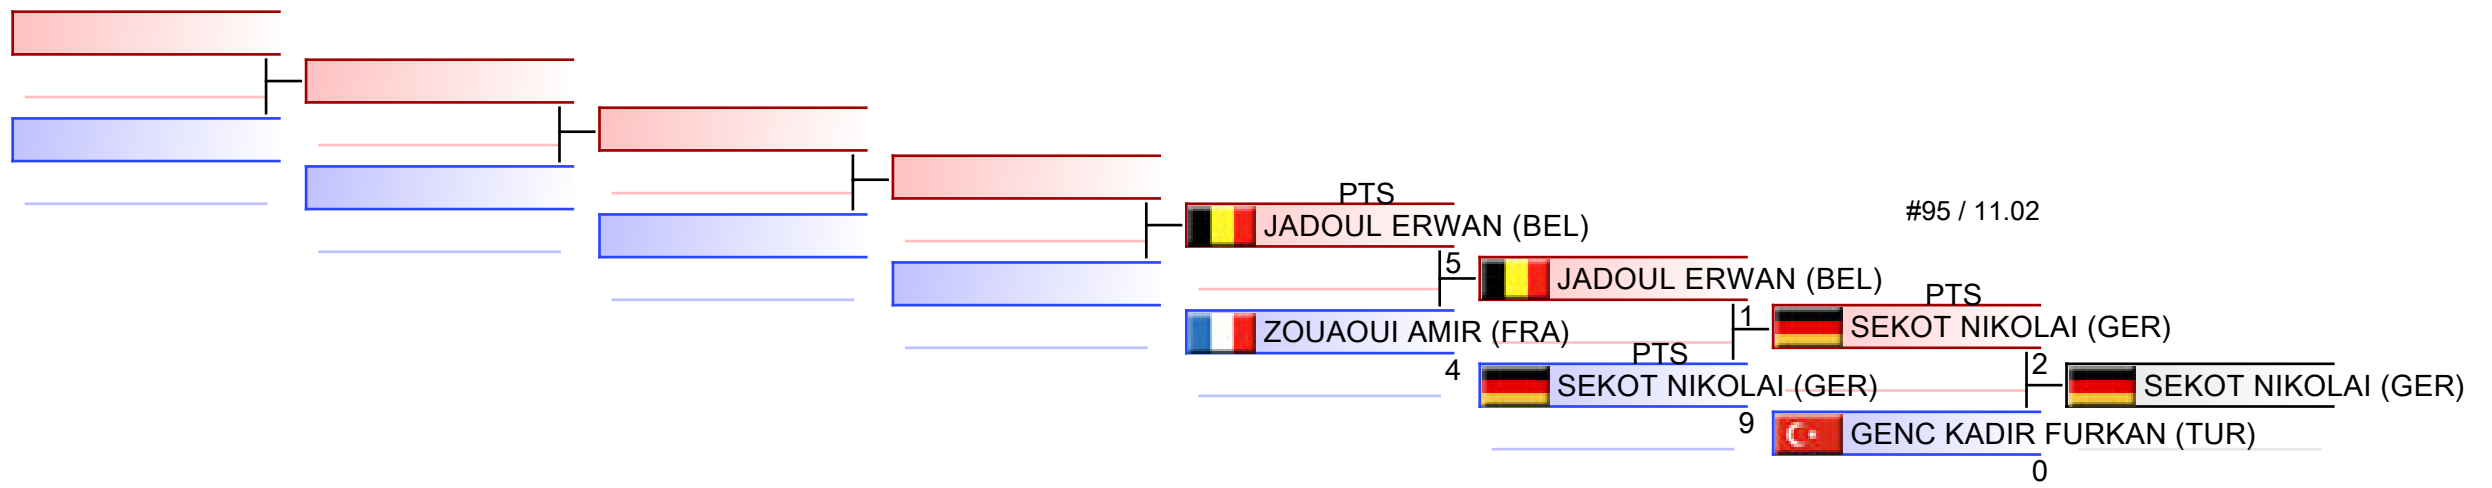 PTS
JADOUL ERWAN (BEL)
5
ZOUAOUI AMIR (FRA)
4
JADOUL ERWAN (BEL)
1
PTS
SEKOT NIKOLAI (GER)
9
#95 / 11.02
PTS
SEKOT NIKOLAI (GER)
2
GENC KADIR FURKAN (TUR)
0
SEKOT NIKOLAI (GER)